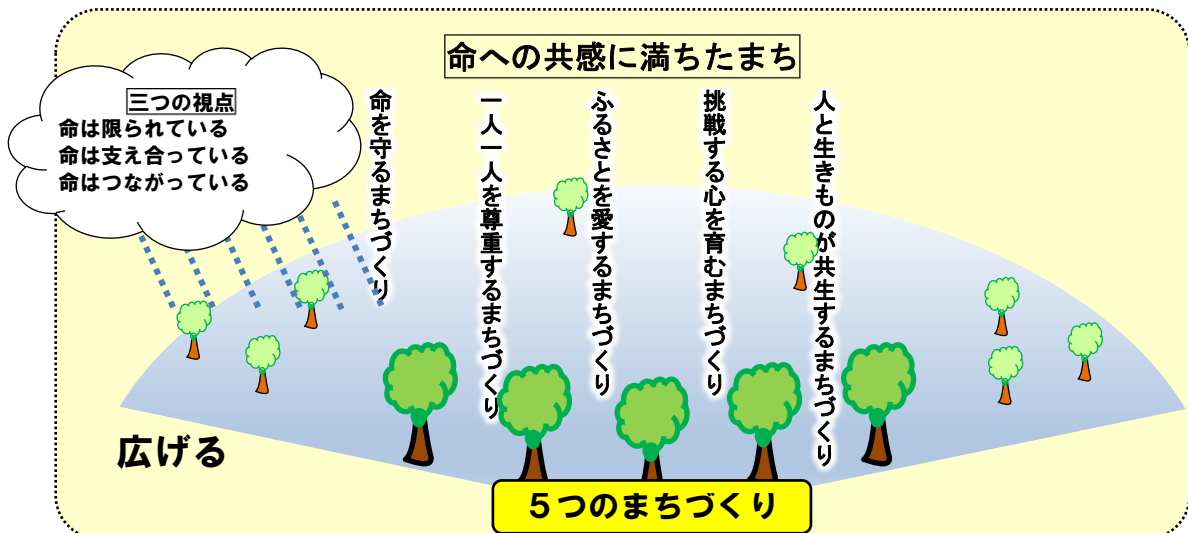 命への共感に満ちたまち
三つの視点
命は限られている
命は支え合っている
命はつながっている
命を守るまちづくり
一人一人を尊重するまちづくり
ふるさとを愛するまちづくり
挑戦する心を育むまちづくり
人と生きものが共生するまちづくり
広げる
５つのまちづくり